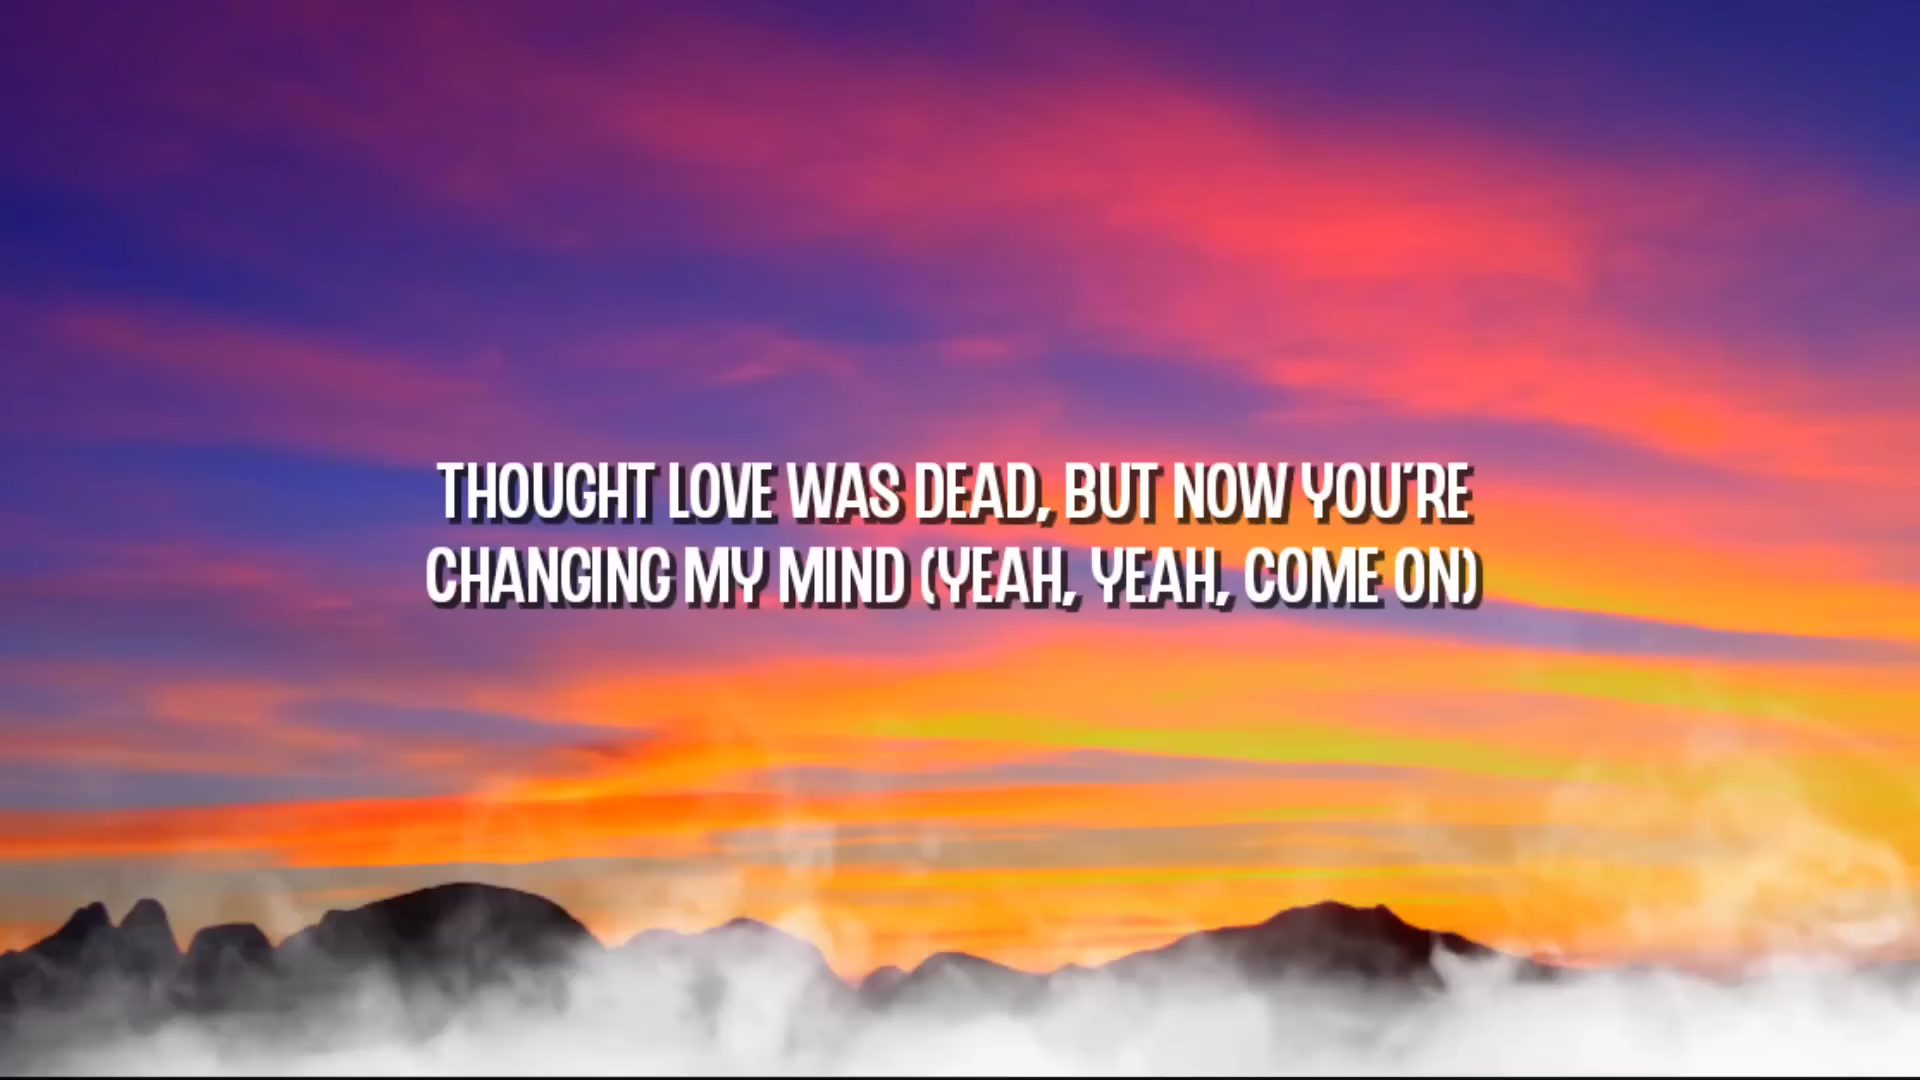 THOUGHT LOVE WAS DEAD, BUT NOW YOU'RE
CHANGING MY MIND (YEAH, YEAH, COME ON)